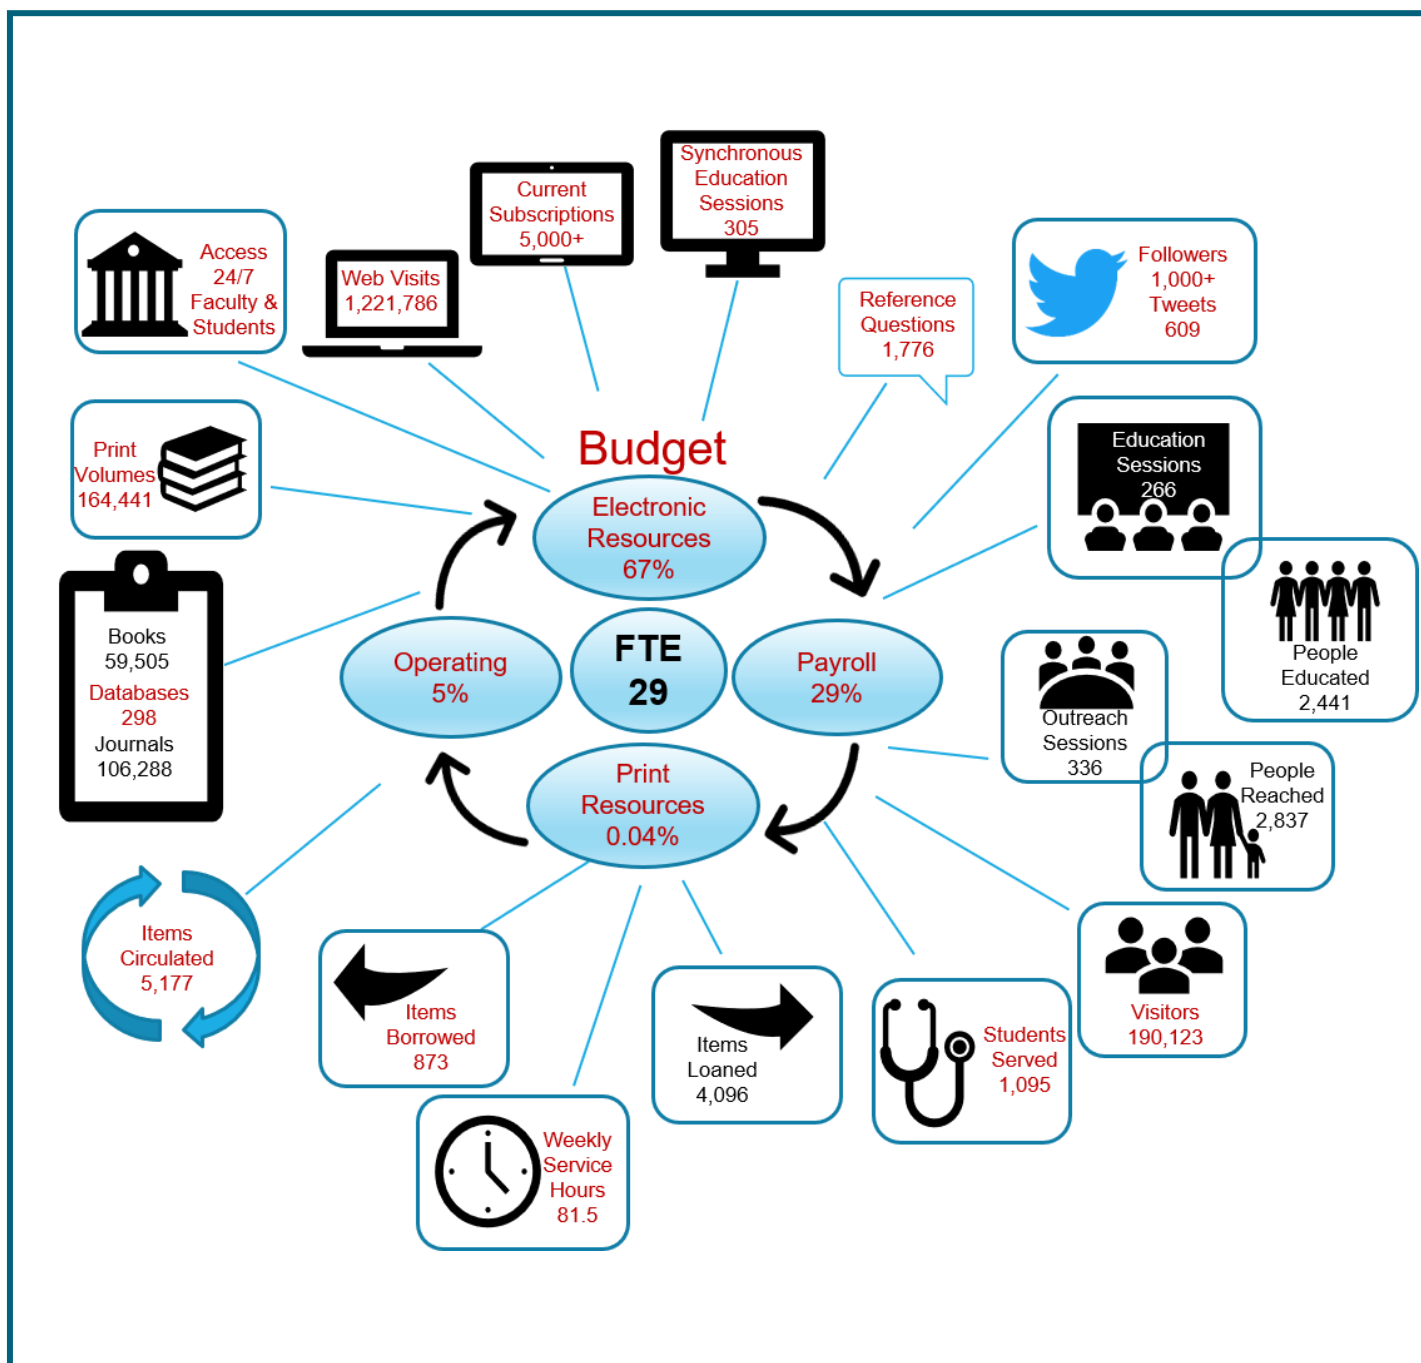 Synchronous
Education
Sessions
305
Current
Subscriptions
5,000+
Access
24/7
Faculty &
Students
Web Visits
1,221,786
Reference
Questions
1,776
Followers
1,000+
Tweets
609
Print
Volumes
164,441
Budget
Electronic
Resources
67%
Education
Sessions
266
People
Educated
2,441
Books
59,505
Databases
298
Journals
106,288
Operating
5%
FTE
29
Payroll
29%
Outreach
Sessions
336
People
Reached
2,837
Print
Resources
0.04%
Items
Circulated
5,177
Items
Borrowed
873
Items
Loaned
4,096
Students
Served
1,095
Visitors
190,123
Weekly
Service
Hours
81.5